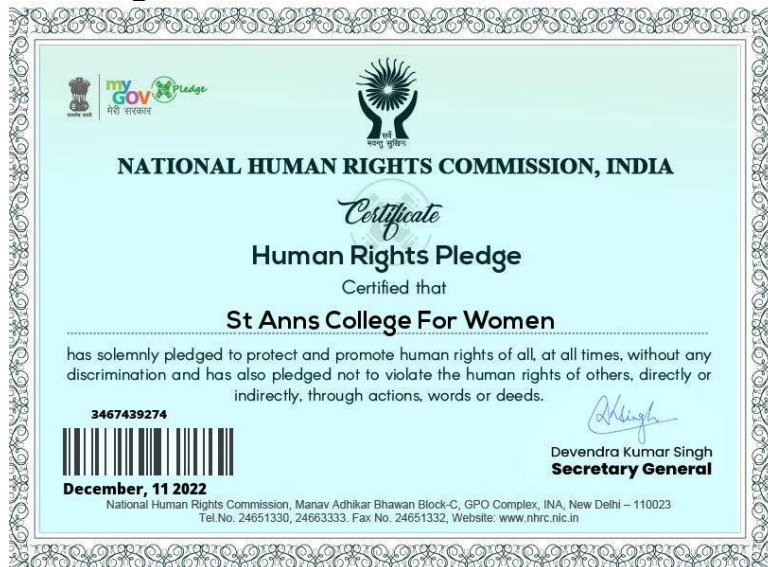 my
GOV
मेरी सरकार
Pledge
सर्वे
भवन्तु सुखिनः
NATIONAL HUMAN RIGHTS COMMISSION, INDIA
Certificate
Human Rights Pledge
Certified that
St Anns College For Women
has solemnly pledged to protect and promote human rights of all, at all times, without any
discrimination and has also pledged not to violate the human rights of others, directly or
indirectly, through actions, words or deeds.
3467439274
Devendra Kumar Singh
Secretary General
December, 11 2022
National Human Rights Commission, Manav Adhikar Bhawan Block-C, GPO Complex, INA, New Delhi – 110023
Tel.No. 24651330, 24663333. Fax No. 24651332, Website: www.nhrc.nic.in